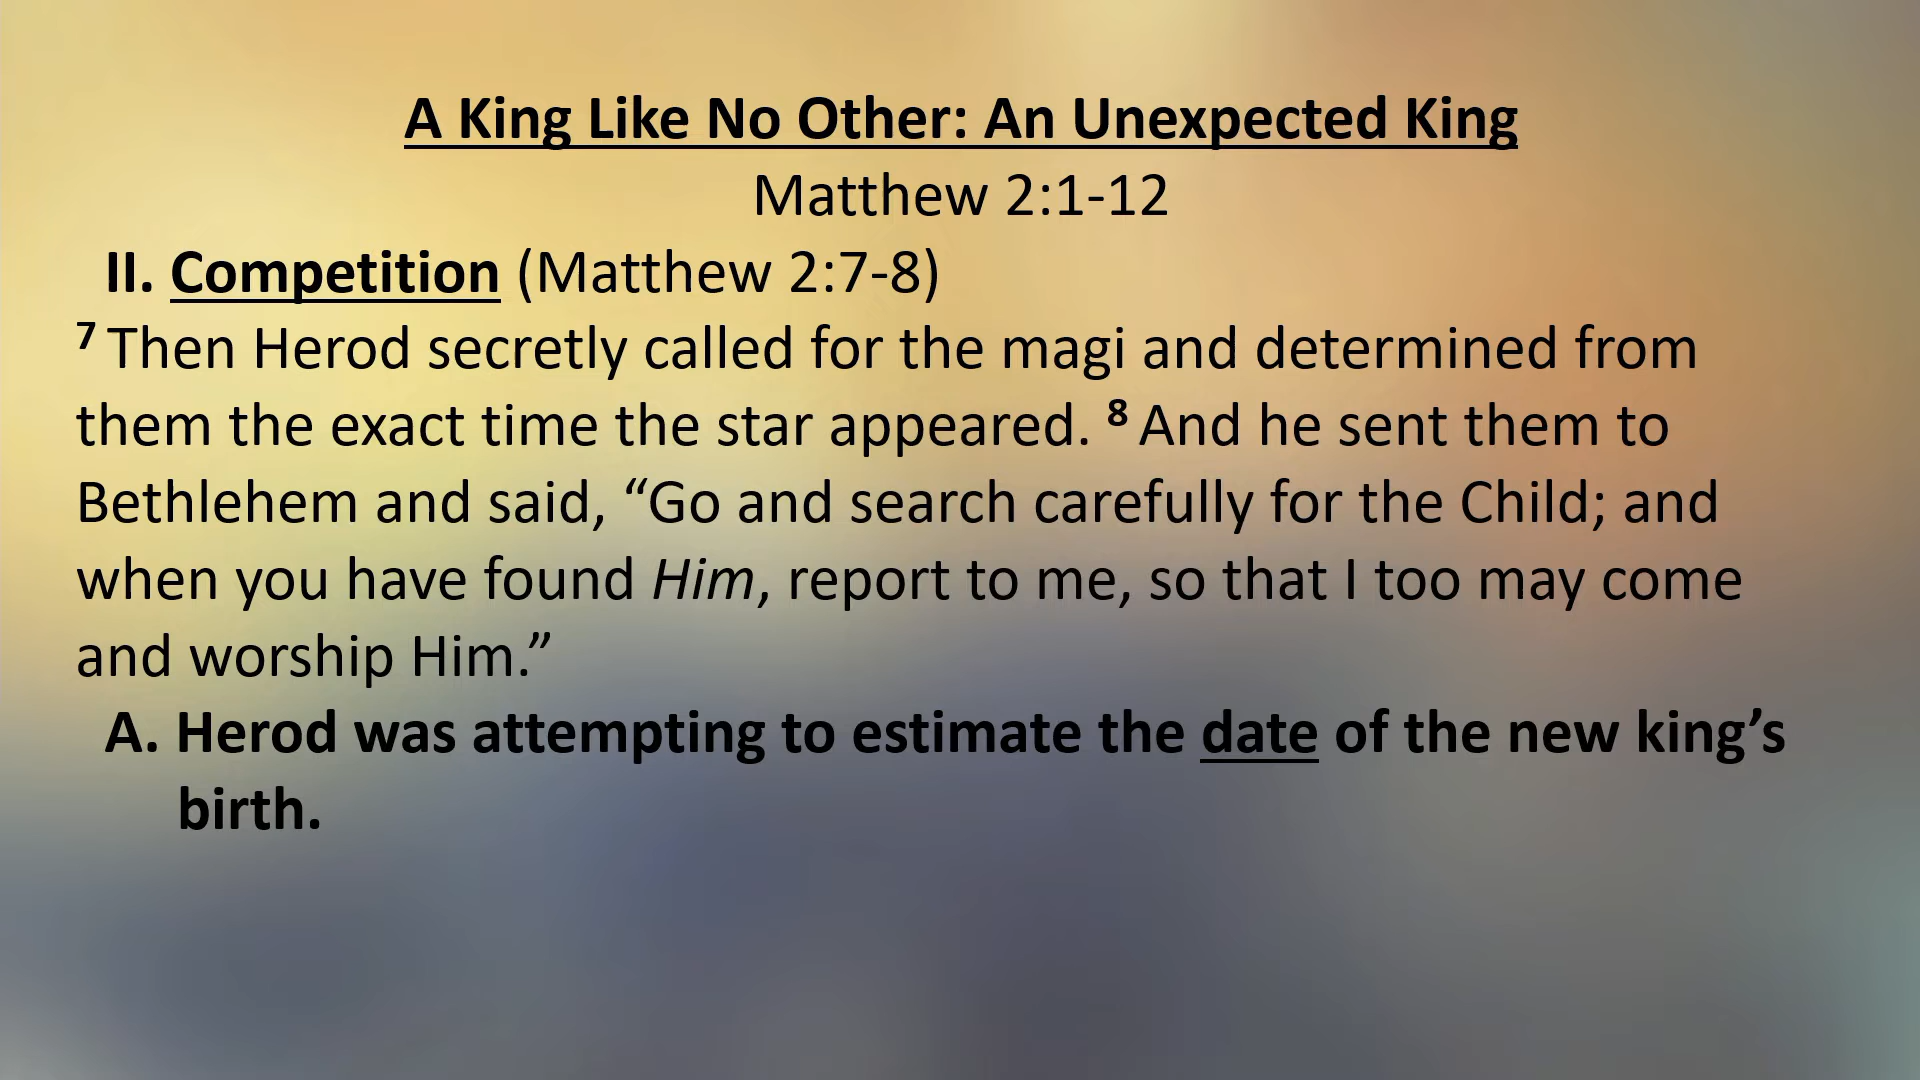 A King Like No Other: An Unexpected King
Matthew 2:1-12
II. Competition (Matthew 2:7-8)
7 Then Herod secretly called for the magi and determined from
them the exact time the star appeared. 8 And he sent them to
Bethlehem and said, “Go and search carefully for the Child; and
when you have found Him, report to me, so that I too may come
and worship Him.”
A. Herod was attempting to estimate the date of the new king’s
birth.